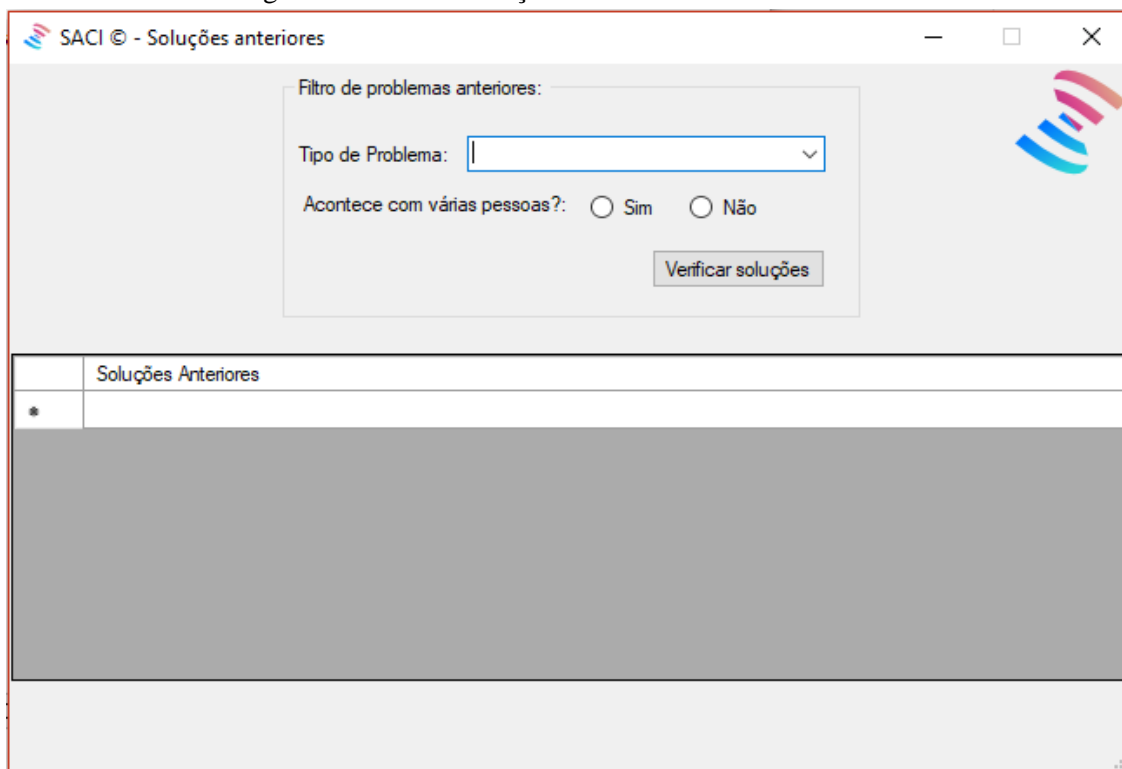 SACI © - Soluções anteriores
Filtro de problemas anteriores:
Tipo de Problema:
Acontece com várias pessoas?: Sim Não
Verificar soluções
Soluções Anteriores